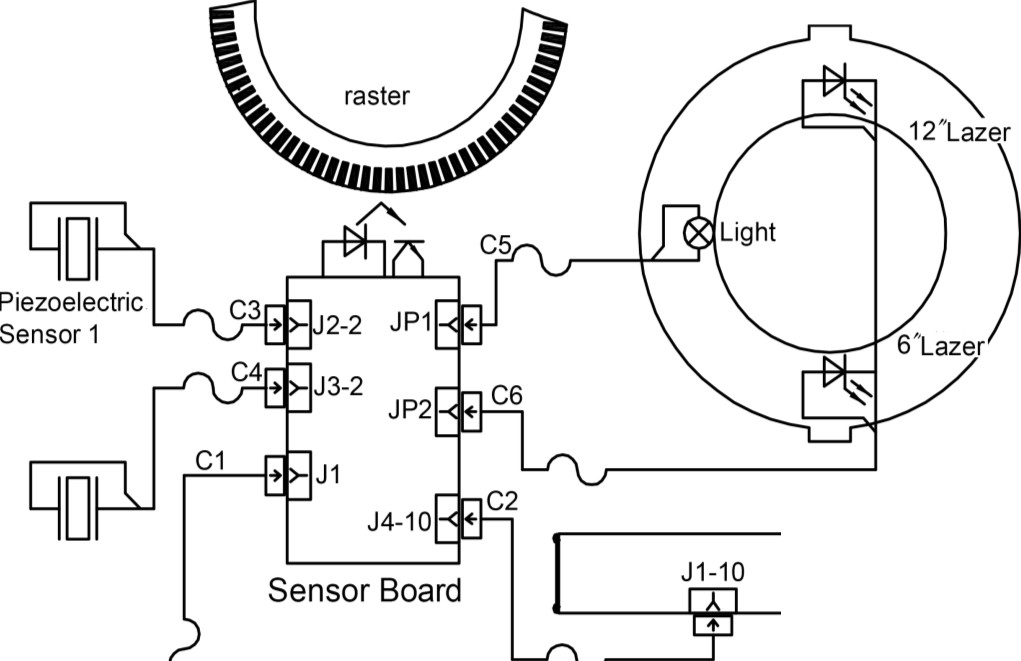 raster
12″Lazer
Light
C5
Piezoelectric
Sensor 1
C3
J2-2
JP1
6″Lazer
C4
J3-2
JP2
C6
C1
J1
C2
J4-10
J1-10
Sensor Board